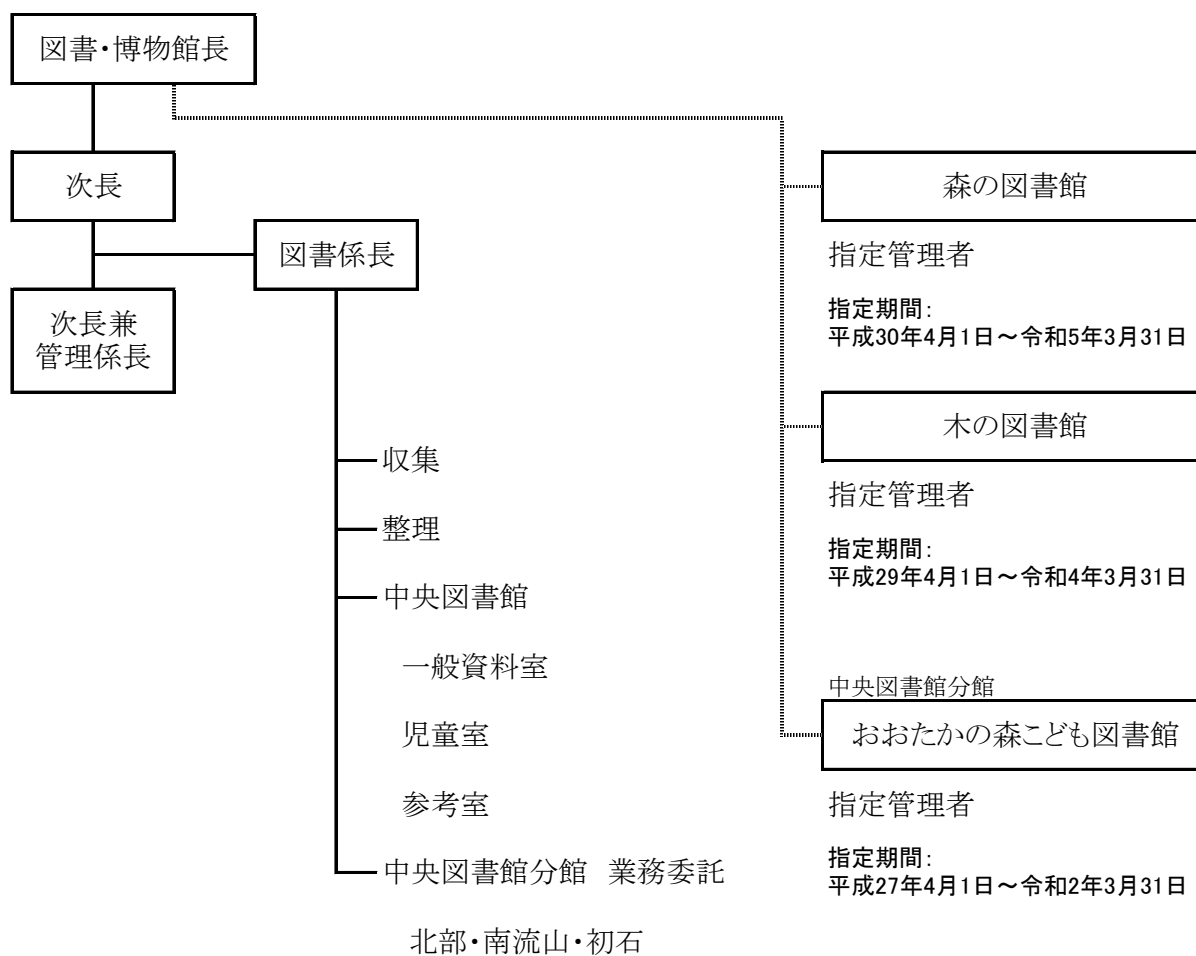 図書・博物館長
次長
図書係長
次長兼
管理係長
収集
整理
中央図書館
一般資料室
児童室
参考室
中央図書館分館　業務委託
北部・南流山・初石
森の図書館
指定管理者
指定期間：
平成30年4月1日～令和5年3月31日
木の図書館
指定管理者
指定期間：
平成29年4月1日～令和4年3月31日
中央図書館分館
おおたかの森こども図書館
指定管理者
指定期間：
平成27年4月1日～令和2年3月31日